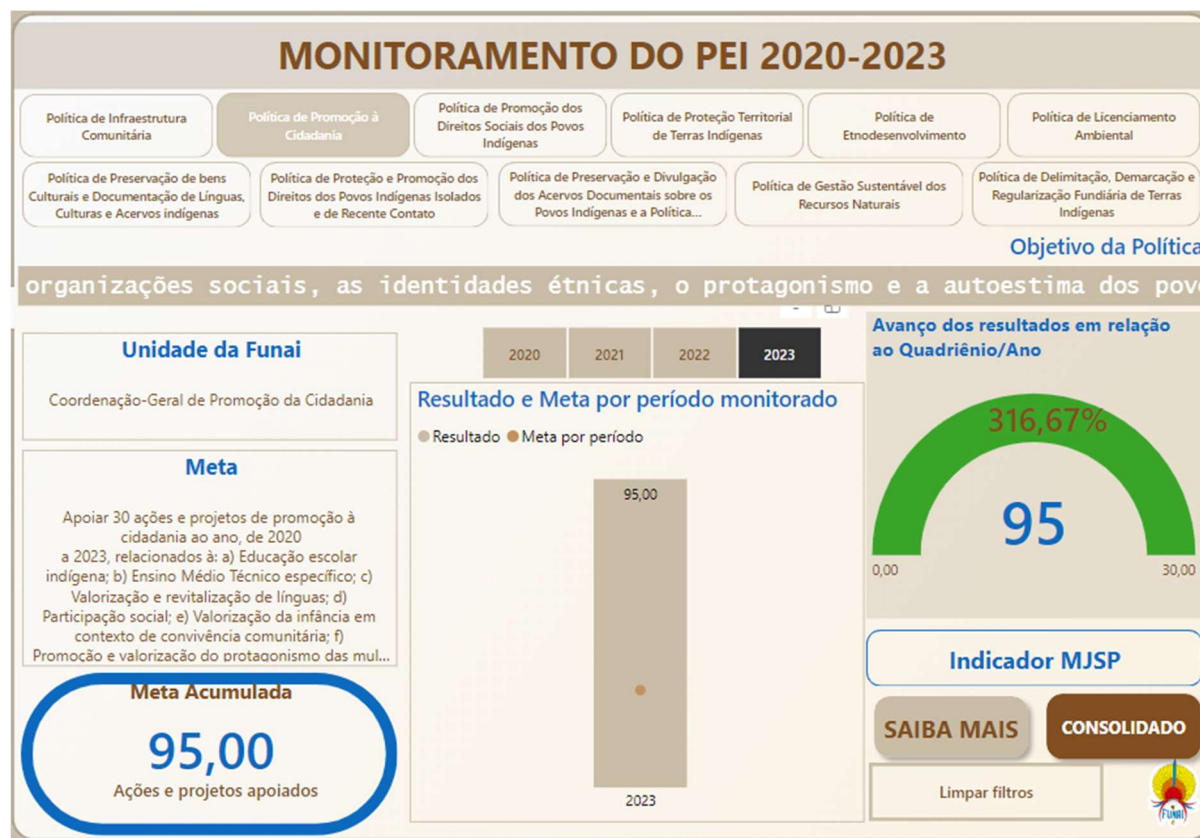 MONITORAMENTO DO PEI 2020-2023
Política de Infraestrutura
Comunitária
Política de Promoção à
Cidadania
Política de Promoção dos
Direitos Sociais dos Povos
Indígenas
Política de Proteção Territorial
de Terras Indígenas
Política de
Etnodesenvolvimento
Política de Licenciamento
Ambiental
Política de Preservação de bens
Culturais e Documentação de Línguas,
Culturas e Acervos indígenas
Política de Proteção e Promoção dos
Direitos dos Povos Indígenas Isolados
e de Recente Contato
Política de Preservação e Divulgação
dos Acervos Documentais sobre os
Povos Indígenas e a Política...
Política de Gestão Sustentável dos
Recursos Naturais
Política de Delimitação, Demarcação e
Regularização Fundiária de Terras
Indígenas
Objetivo da Política
organizações sociais, as identidades étnicas, o protagonismo e a autoestima dos pov
Unidade da Funai
Coordenação-Geral de Promoção da Cidadania
Meta
Apoiar 30 ações e projetos de promoção à
cidadania ao ano, de 2020
a 2023, relacionados à: a) Educação escolar
indígena; b) Ensino Médio Técnico específico; c)
Valorização e revitalização de línguas; d)
Participação social; e) Valorização da infância em
contexto de convivência comunitária; f)
Promoção e valorização do protagonismo das mul...
Meta Acumulada
95,00
Ações e projetos apoiados
2020
2021
2022
2023
Resultado e Meta por período monitorado
Resultado
Meta por período
95,00
2023
Avanço dos resultados em relação
ao Quadriênio/Ano
316,67%
95
0,00
30,00
Indicador MJSP
SAIBA MAIS
CONSOLIDADO
Limpar filtros
FUNAI